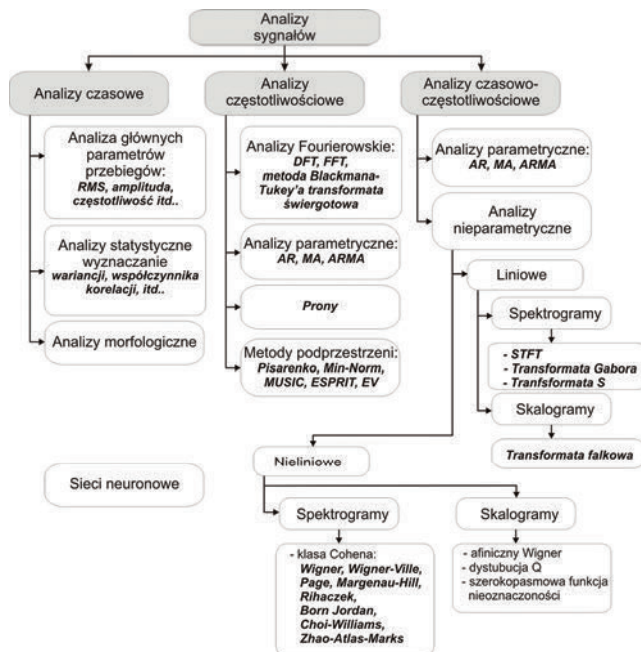 Analizy
sygnałów
Analizy czasowe
Analizy
częstotliwościowe
Analizy czasowo-
częstotliwościowe
Analiza głównych
parametrów
przebiegów:
RMS, amplituda,
częstotliwość itd..
Analizy statystyczne
wyznaczanie
wariancji, współczynnika
korelacji, itd..
Analizy morfologiczne
Sieci neuronowe
Analizy Fourierowskie:
DFT, FFT,
metoda Blackmana-
Tukey'a transformata
świergotowa
Analizy parametryczne:
AR, MA, ARMA
Prony
Metody podprzestrzeni:
Pisarenko, Min-Norm,
MUSIC, ESPRIT, EV
Analizy parametryczne:
AR, MA, ARMA
Analizy
nieparametryczne
Liniowe
Spektrogramy
- STFT
- Transformata Gabora
- Tranfsformata S
Skalogramy
Transformata falkowa
Nieliniowe
Spektrogramy
- klasa Cohena:
Wigner, Wigner-Ville,
Page, Margenau-Hill,
Rihaczek,
Born Jordan,
Choi-Williams,
Zhao-Atlas-Marks
Skalogramy
- afiniczny Wigner
- dystubucja Q
- szerokopasmowa funkcja
nieoznaczoności